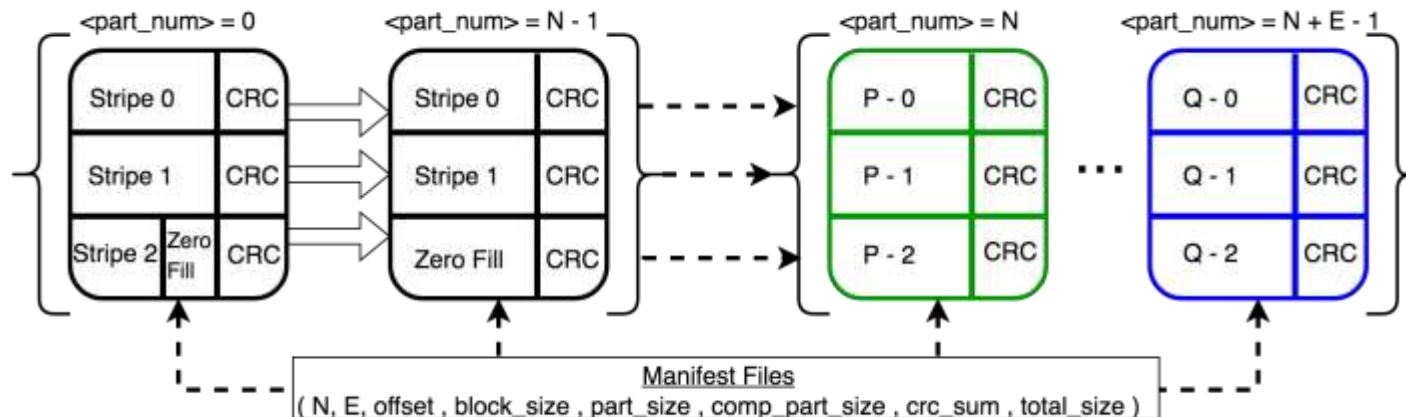 <part_num> = 0
<part_num> = N - 1
<part_num> = N
<part_num> = N + E - 1
Stripe 0 CRC
Stripe 1 CRC
Stripe 2 Zero Fill CRC
Stripe 0 CRC
Stripe 1 CRC
Zero Fill CRC
P - 0 CRC
P - 1 CRC
P - 2 CRC
...
Q - 0 CRC
Q - 1 CRC
Q - 2 CRC
Manifest Files
( N, E, offset , block_size , part_size , comp_part_size , crc_sum , total_size )